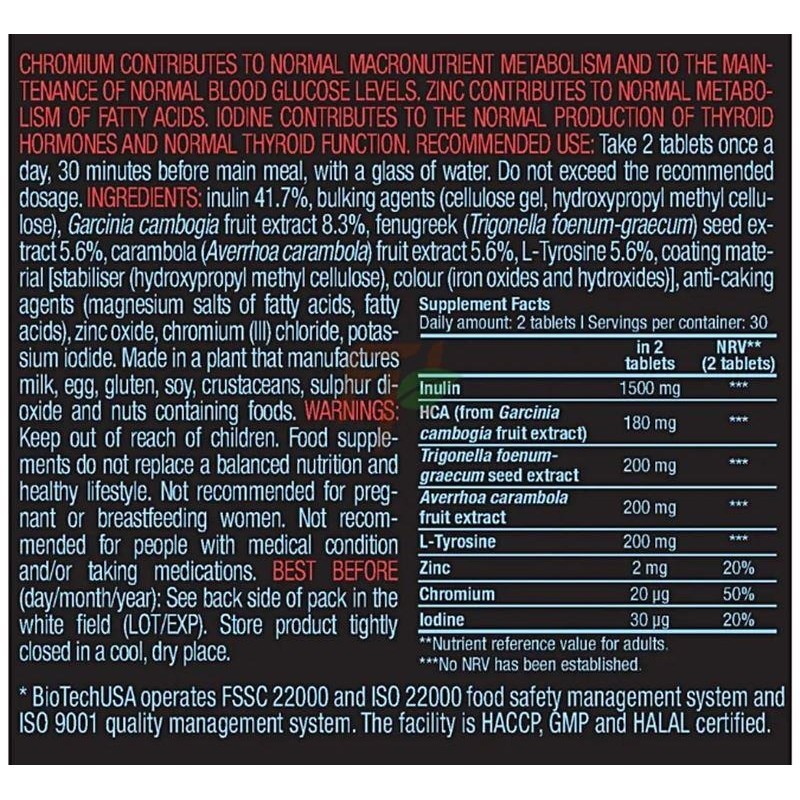 CHROMIUM CONTRIBUTES TO NORMAL MACRONUTRIENT METABOLISM AND TO THE MAIN-
TENANCE OF NORMAL BLOOD GLUCOSE LEVELS. ZINC CONTRIBUTES TO NORMAL METABO-
LISM OF FATTY ACIDS. IODINE CONTRIBUTES TO THE NORMAL PRODUCTION OF THYROID
HORMONES AND NORMAL THYROID FUNCTION. RECOMMENDED USE: Take 2 tablets once a
day, 30 minutes before main meal, with a glass of water. Do not exceed the recommended
dosage. INGREDIENTS: inulin 41.7%, bulking agents (cellulose gel, hydroxypropyl methyl cellu-
lose), Garcinia cambogia fruit extract 8.3%, fenugreek (Trigonella foenum-graecum) seed ex-
tract 5.6%, carambola (Averrhoa carambola) fruit extract 5.6%, L-Tyrosine 5.6%, coating mate-
rial [stabiliser (hydroxypropyl methyl cellulose), colour (iron oxides and hydroxides)], anti-caking
agents (magnesium salts of fatty acids, fatty
acids), zinc oxide, chromium (III) chloride, potas-
sium iodide. Made in a plant that manufactures
milk, egg, gluten, soy, crustaceans, sulphur di-
oxide and nuts containing foods. WARNINGS:
Keep out of reach of children. Food supple-
ments do not replace a balanced nutrition and
healthy lifestyle. Not recommended for preg-
nant or breastfeeding women. Not recom-
mended for people with medical condition
and/or taking medications. BEST BEFORE
(day/month/year): See back side of pack in the
white field (LOT/EXP). Store product tightly
closed in a cool, dry place.
Supplement Facts
Daily amount: 2 tablets | Servings per container: 30
in 2 tablets NRV** (2 tablets)
Inulin 1500 mg ***
HCA (from Garcinia
cambogia fruit extract) 180 mg ***
Trigonella foenum-
graecum seed extract 200 mg ***
Averrhoa carambola
fruit extract 200 mg ***
L-Tyrosine 200 mg ***
Zinc 2 mg 20%
Chromium 20 µg 50%
Iodine 30 µg 20%
**Nutrient reference value for adults.
***No NRV has been established.
* BioTechUSA operates FSSC 22000 and ISO 22000 food safety management system and
ISO 9001 quality management system. The facility is HACCP, GMP and HALAL certified.